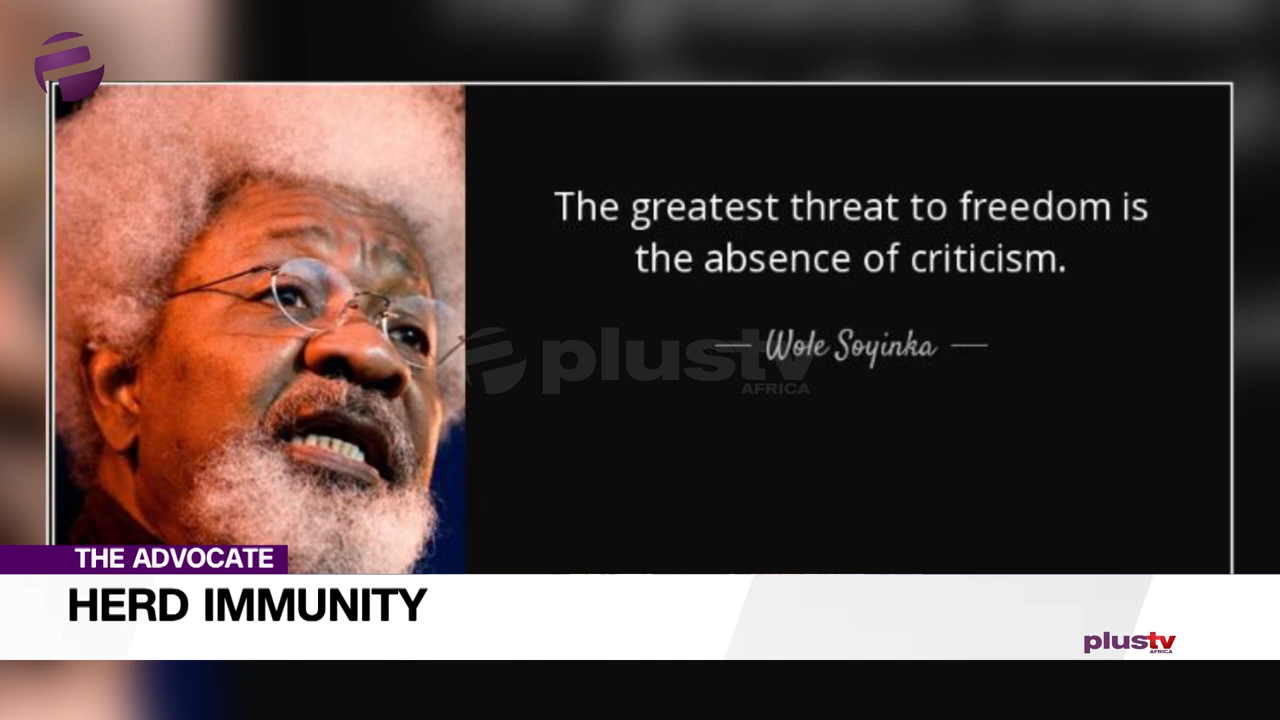 The greatest threat to freedom is
the absence of criticism.
— Wole Soyinka —
plustv
AFRICA
THE ADVOCATE
HERD IMMUNITY
plustv
AFRICA